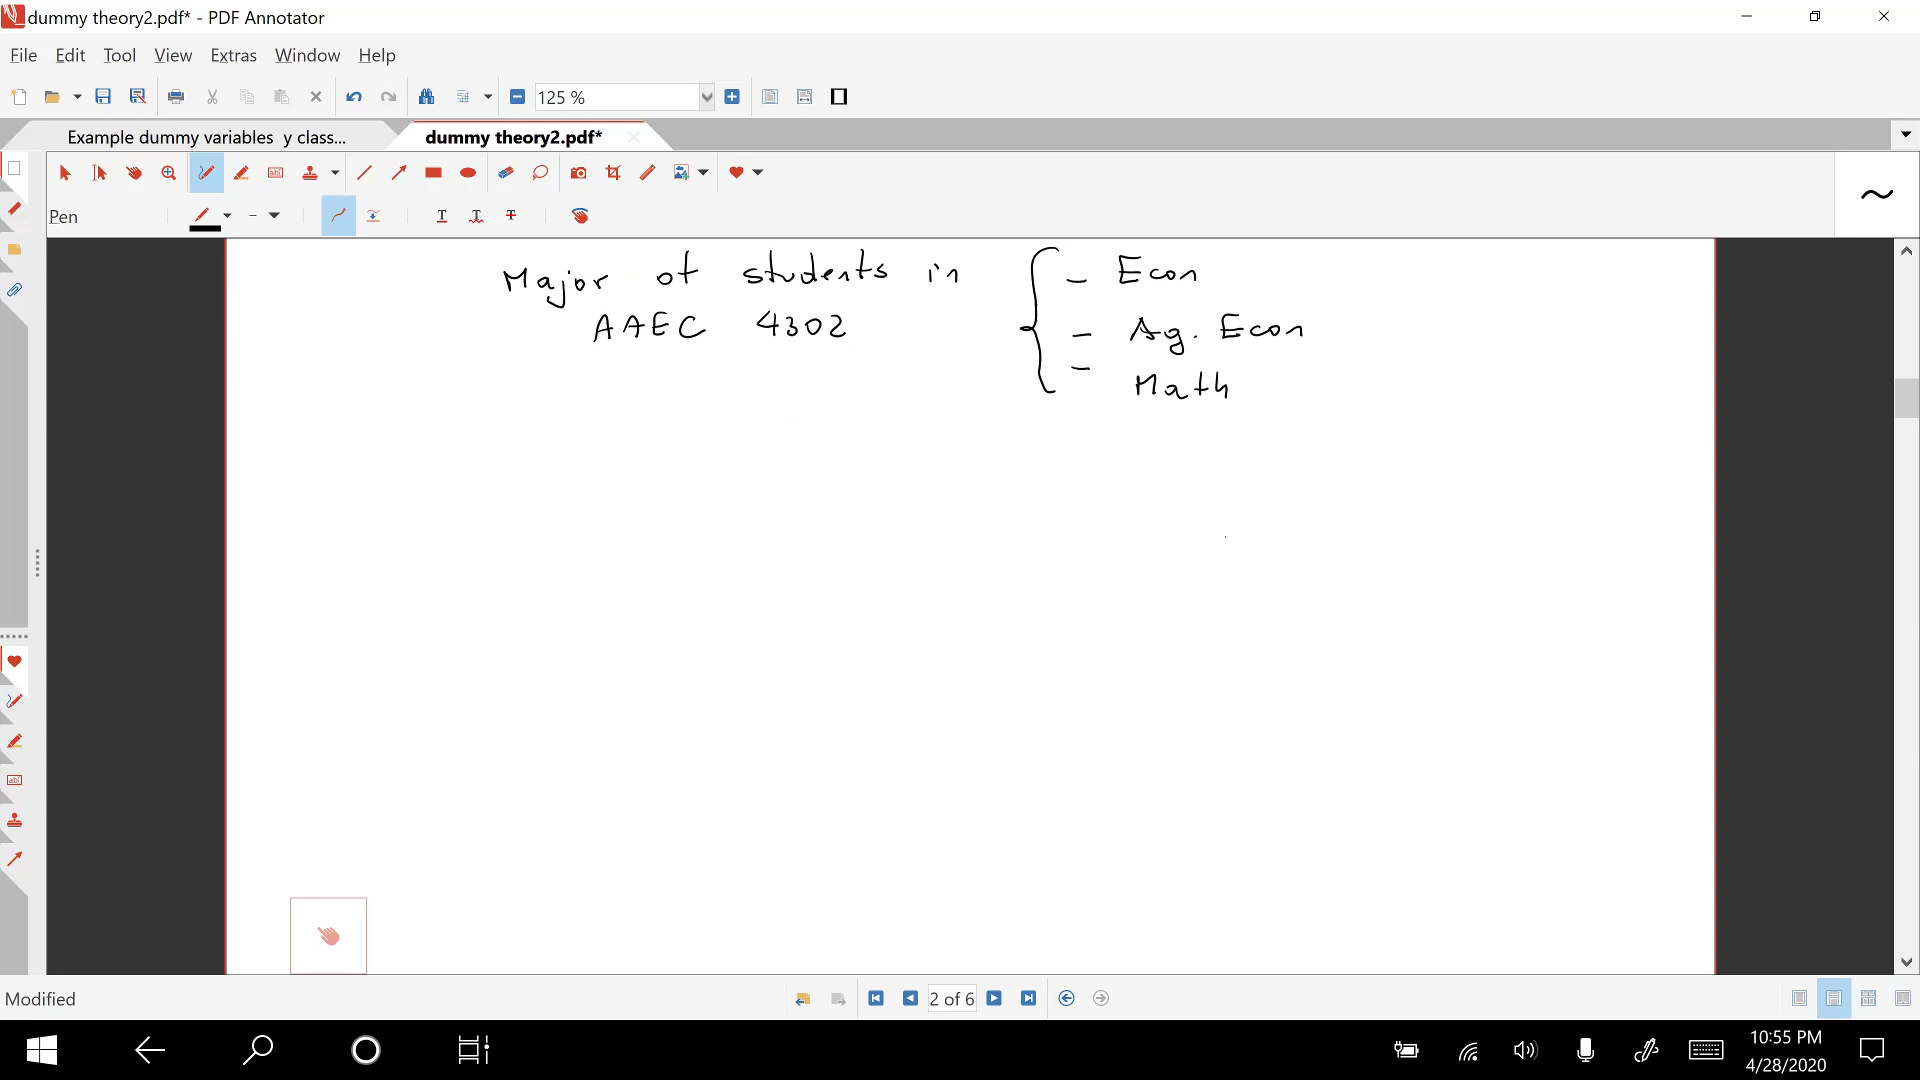 dummy theory2.pdf* - PDF Annotator
File Edit Tool View Extras Window Help
125 %
Example dummy variables y class...
dummy theory2.pdf*
Pen
Major of students in
AAEC 4302
- Econ
- Ag. Econ
- Math
Modified
2 of 6
10:55 PM
4/28/2020